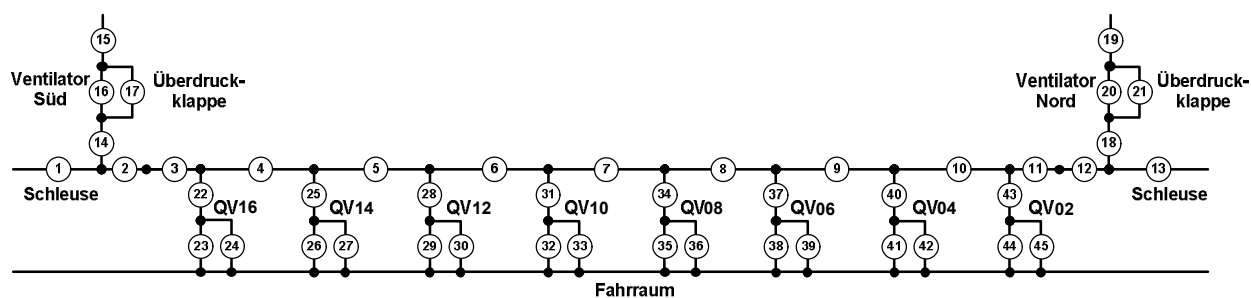 15 19
Ventilator Süd 16 17 Überdruck-klappe Ventilator Nord 20 21 Überdruck-klappe
14 18
1 2 3 4 5 6 7 8 9 10 11 12 13
Schleuse Schleuse
22 25 28 31 34 37 40 43
QV16 QV14 QV12 QV10 QV08 QV06 QV04 QV02
23 24 26 27 29 30 32 33 35 36 38 39 41 42 44 45
Fahrraum